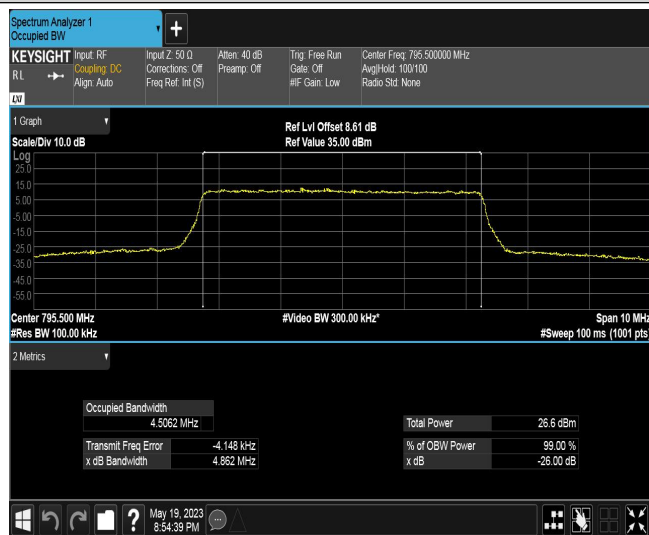 Spectrum Analyzer 1
Occupied BW
+
KEYSIGHT Input: RF Input Z: 50 Ω Atten: 40 dB Trig: Free Run Center Freq: 795.500000 MHz
RL Coupling: DC Corrections: Off Preamp: Off Gate: Off Avg|Hold: 100/100
Align: Auto Freq Ref: Int (S) #IF Gain: Low Radio Std: None
LXI
1 Graph
Ref Lvl Offset 8.61 dB
Scale/Div 10.0 dB Ref Value 35.00 dBm
Log
25.0
15.0
5.00
-5.00
-15.0
-25.0
-35.0
-45.0
-55.0
Center 795.500 MHz #Video BW 300.00 kHz* Span 10 MHz
#Res BW 100.00 kHz #Sweep 100 ms (1001 pts)
2 Metrics
Occupied Bandwidth
4.5062 MHz Total Power 26.6 dBm
Transmit Freq Error -4.148 kHz % of OBW Power 99.00 %
x dB Bandwidth 4.862 MHz x dB -26.00 dB
?
May 19, 2023
8:54:39 PM